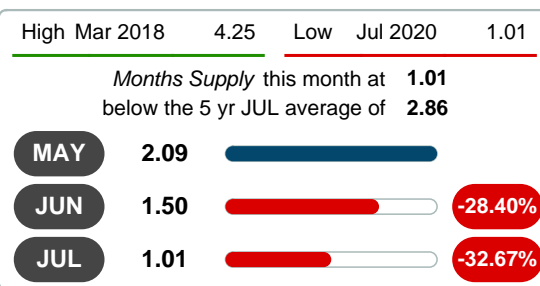 High Mar 2018 4.25 Low Jul 2020 1.01
Months Supply this month at 1.01
below the 5 yr JUL average of 2.86
MAY 2.09
JUN 1.50 -28.40%
JUL 1.01 -32.67%